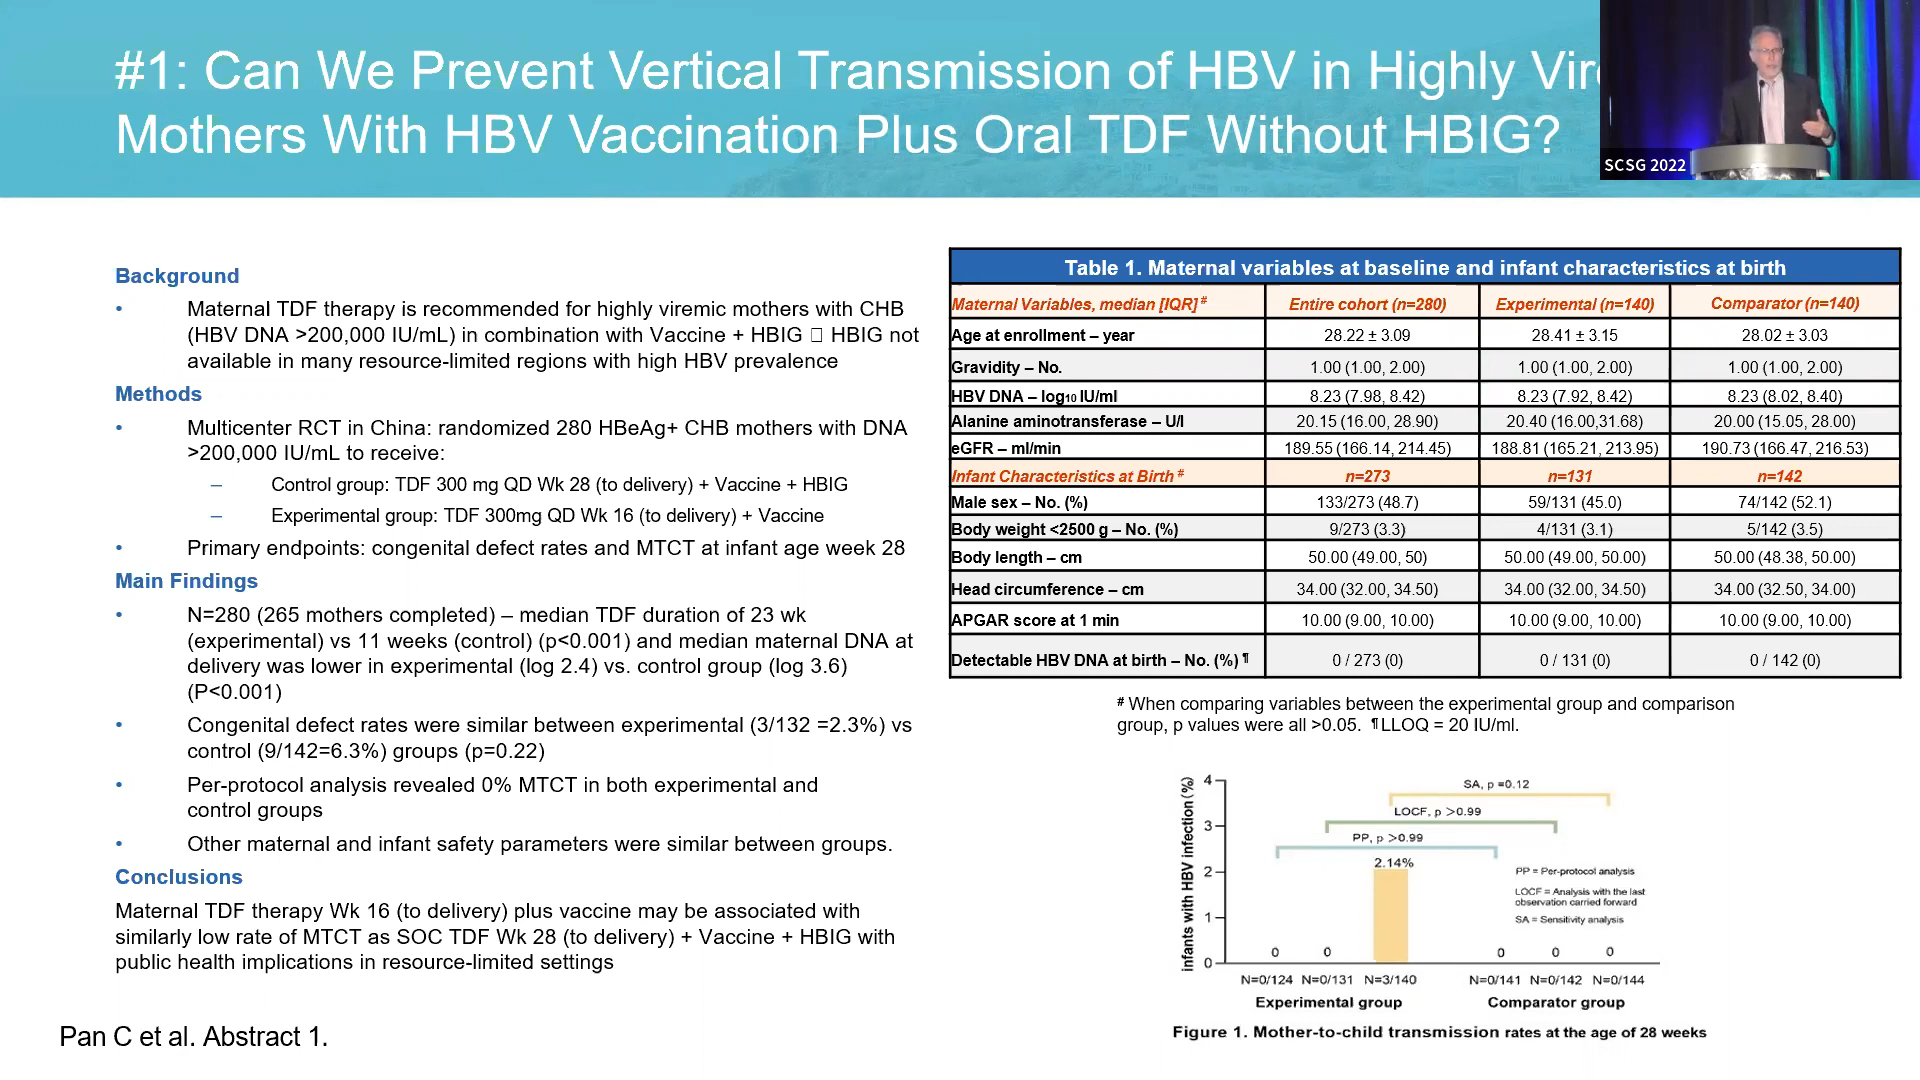 #1: Can We Prevent Vertical Transmission of HBV in Highly
Mothers With HBV Vaccination Plus Oral TDF Without HBIG?
SCSG 2022
Background
• Maternal TDF therapy is recommended for highly viremic mothers with CHB
(HBV DNA >200,000 IU/mL) in combination with Vaccine + HBIG □ HBIG not
available in many resource-limited regions with high HBV prevalence
Methods
• Multicenter RCT in China: randomized 280 HBeAg+ CHB mothers with DNA
>200,000 IU/mL to receive:
– Control group: TDF 300 mg QD Wk 28 (to delivery) + Vaccine + HBIG
– Experimental group: TDF 300mg QD Wk 16 (to delivery) + Vaccine
• Primary endpoints: congenital defect rates and MTCT at infant age week 28
Main Findings
• N=280 (265 mothers completed) – median TDF duration of 23 wk
(experimental) vs 11 weeks (control) (p<0.001) and median maternal DNA at
delivery was lower in experimental (log 2.4) vs. control group (log 3.6)
(P<0.001)
• Congenital defect rates were similar between experimental (3/132 =2.3%) vs
control (9/142=6.3%) groups (p=0.22)
• Per-protocol analysis revealed 0% MTCT in both experimental and
control groups
• Other maternal and infant safety parameters were similar between groups.
Conclusions
Maternal TDF therapy Wk 16 (to delivery) plus vaccine may be associated with
similarly low rate of MTCT as SOC TDF Wk 28 (to delivery) + Vaccine + HBIG with
public health implications in resource-limited settings
Pan C et al. Abstract 1.
Table 1. Maternal variables at baseline and infant characteristics at birth
Maternal Variables, median [IQR] # Entire cohort (n=280) Experimental (n=140) Comparator (n=140)
Age at enrollment – year 28.22 ± 3.09 28.41 ± 3.15 28.02 ± 3.03
Gravidity – No. 1.00 (1.00, 2.00) 1.00 (1.00, 2.00) 1.00 (1.00, 2.00)
HBV DNA – log10 IU/ml 8.23 (7.98, 8.42) 8.23 (7.92, 8.42) 8.23 (8.02, 8.40)
Alanine aminotransferase – U/l 20.15 (16.00, 28.90) 20.40 (16.00,31.68) 20.00 (15.05, 28.00)
eGFR – ml/min 189.55 (166.14, 214.45) 188.81 (165.21, 213.95) 190.73 (166.47, 216.53)
Infant Characteristics at Birth # n=273 n=131 n=142
Male sex – No. (%) 133/273 (48.7) 59/131 (45.0) 74/142 (52.1)
Body weight <2500 g – No. (%) 9/273 (3.3) 4/131 (3.1) 5/142 (3.5)
Body length – cm 50.00 (49.00, 50) 50.00 (49.00, 50.00) 50.00 (48.38, 50.00)
Head circumference – cm 34.00 (32.00, 34.50) 34.00 (32.00, 34.50) 34.00 (32.50, 34.00)
APGAR score at 1 min 10.00 (9.00, 10.00) 10.00 (9.00, 10.00) 10.00 (9.00, 10.00)
Detectable HBV DNA at birth – No. (%) ¶ 0 / 273 (0) 0 / 131 (0) 0 / 142 (0)
# When comparing variables between the experimental group and comparison
group, p values were all >0.05. ¶ LLOQ = 20 IU/ml.
infants with HBV infection(%)
4
3
2
1
0
SA, p =0.12
LOCF, p >0.99
PP, p >0.99
2.14%
PP = Per-protocol analysis
LOCF = Analysis with the last
observation carried forward
SA = Sensitivity analysis
0 0 0 0 0
N=0/124 N=0/131 N=3/140 N=0/141 N=0/142 N=0/144
Experimental group Comparator group
Figure 1. Mother-to-child transmission rates at the age of 28 weeks